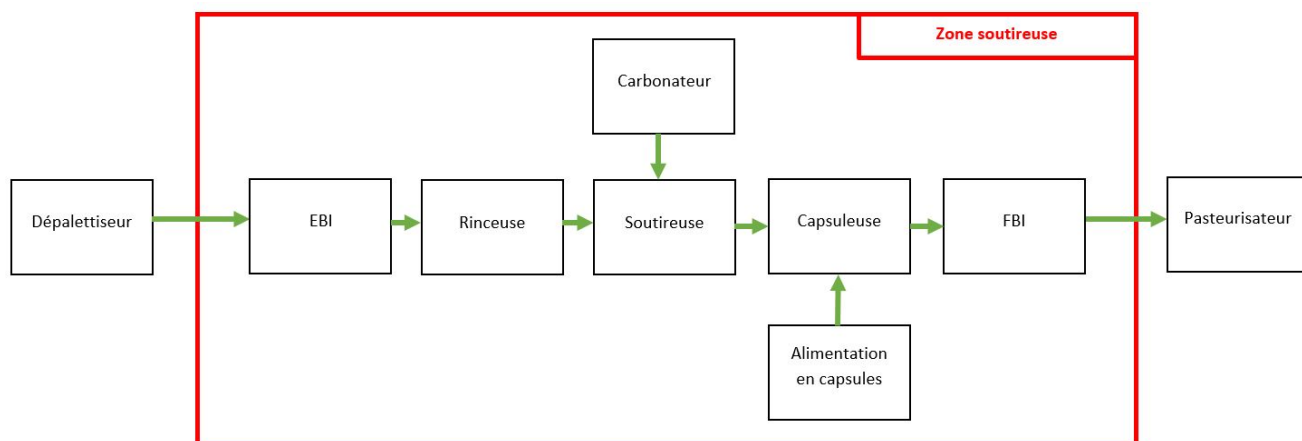 Zone soutireuse
Carbonateur
Dépalettiseur
EBI
Rinceuse
Soutireuse
Capsuleuse
FBI
Pasteurisateur
Alimentation
en capsules